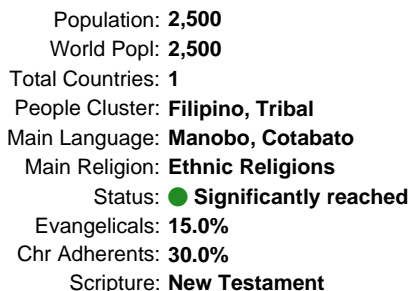 Population: 2,500
World Popl: 2,500
Total Countries: 1
People Cluster: Filipino, Tribal
Main Language: Manobo, Cotabato
Main Religion: Ethnic Religions
Status: Significantly reached
Evangelicals: 15.0%
Chr Adherents: 30.0%
Scripture: New Testament